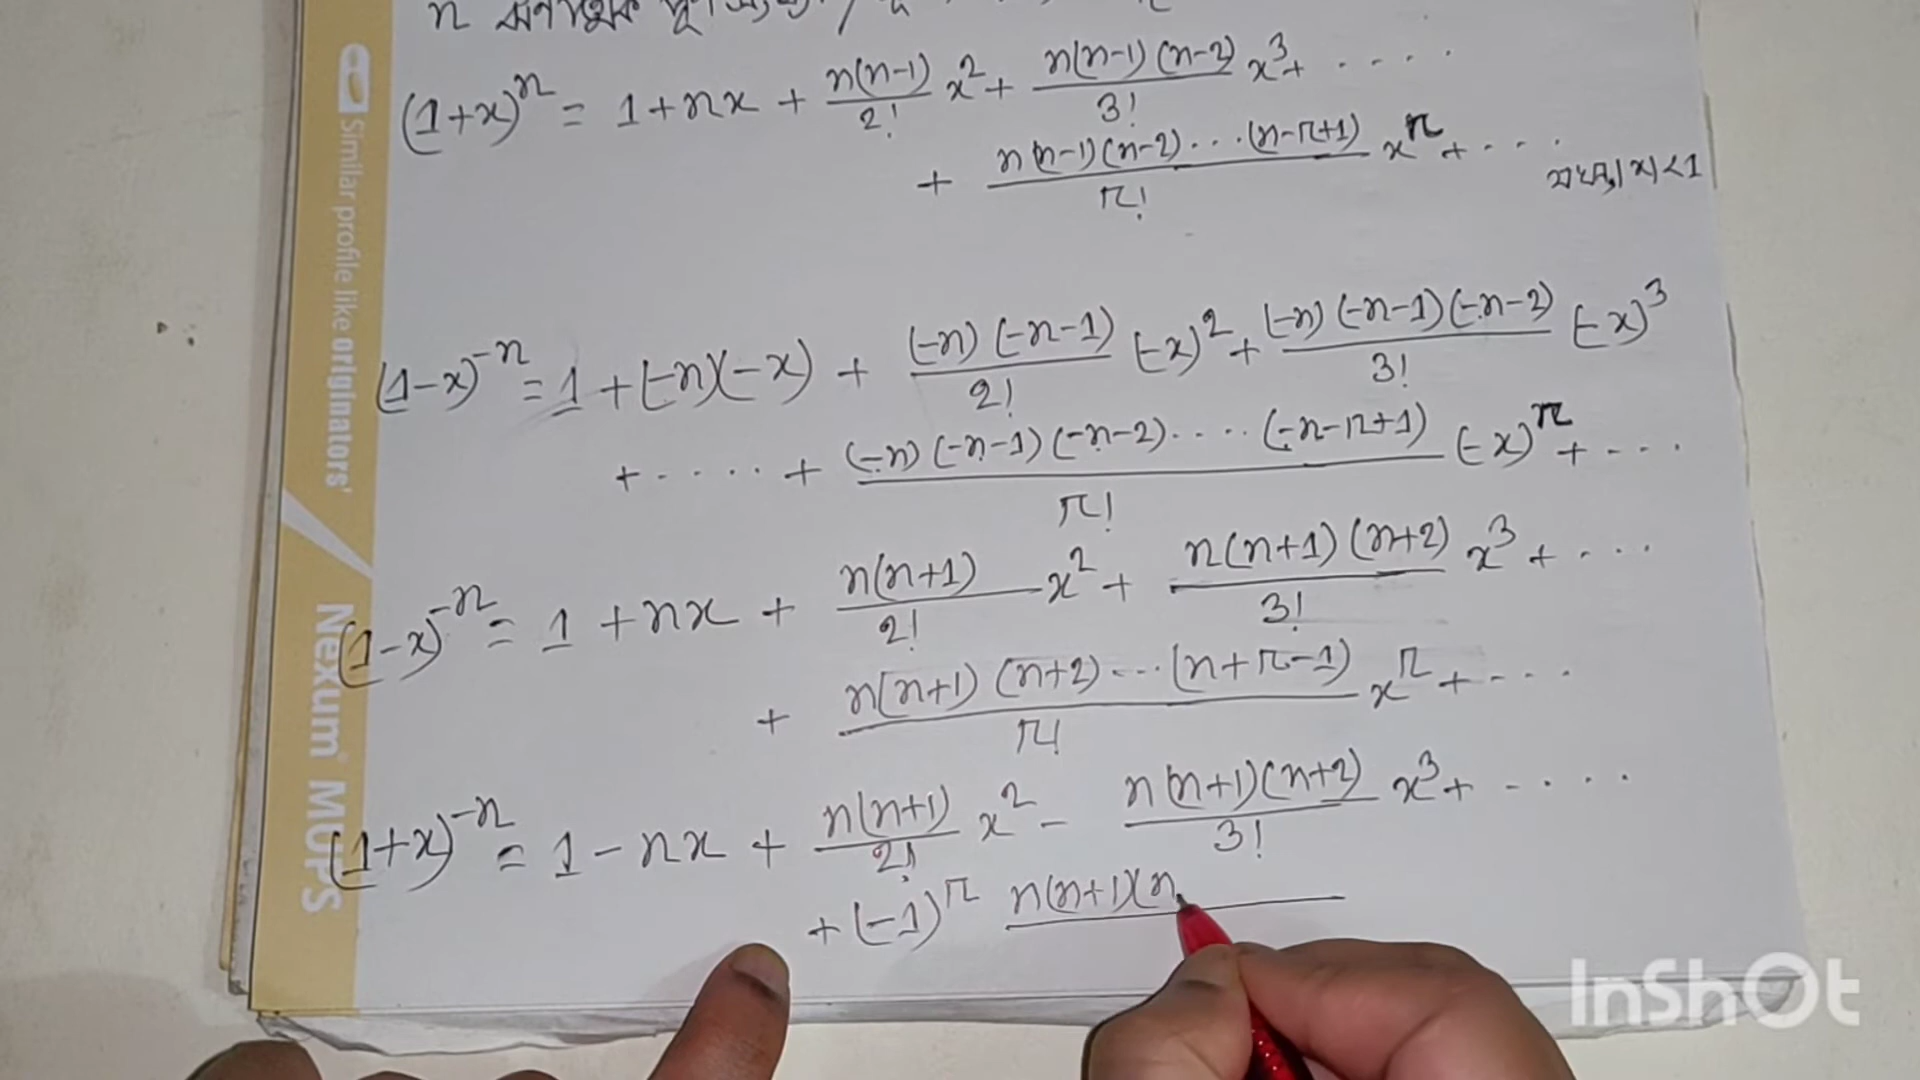 n
(1+x)^n = 1 + nx + n(n-1)/2! x^2 + n(n-1)(n-2)/3! x^3 + ....
+ n(n-1)(n-2)...(n-r+1)/r! x^r + ... যখন, |x| < 1
(1-x)^-n = 1 + (-n)(-x) + (-n)(-n-1)/2! (-x)^2 + (-n)(-n-1)(-n-2)/3! (-x)^3
+ ..... + (-n)(-n-1)(-n-2).....(-n-r+1)/r! (-x)^r + ....
(1-x)^-n = 1 + nx + n(n+1)/2! x^2 + n(n+1)(n+2)/3! x^3 + ....
+ n(n+1)(n+2)...(n+r-1)/r! x^r + ....
(1+x)^-n = 1 - nx + n(n+1)/2! x^2 - n(n+1)(n+2)/3! x^3 + ....
+ (-1)^r n(n+1)(n
Similar profile like originators'
Nexum® MUPS
InShOt